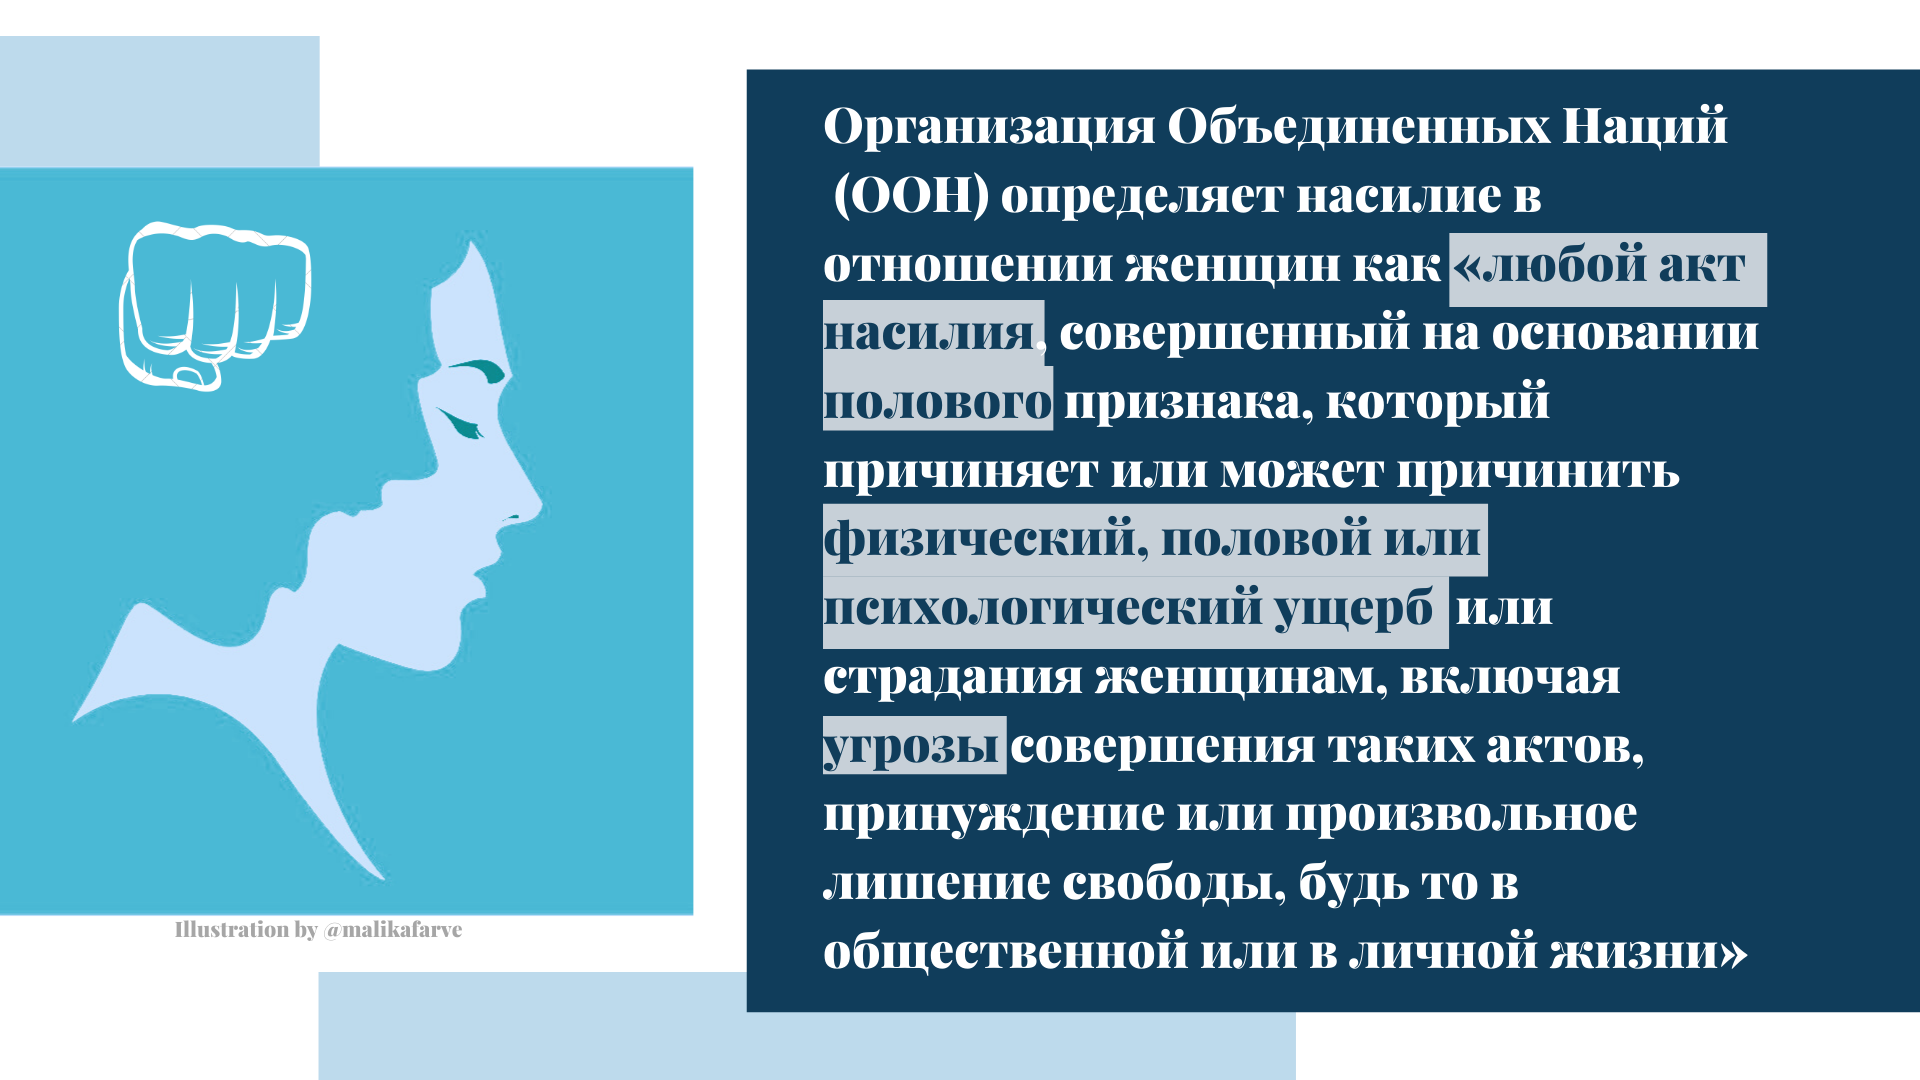 Организация Объединенных Наций
(ООН) определяет насилие в
отношении женщин как «любой акт
насилия, совершенный на основании
полового признака, который
причиняет или может причинить
физический, половой или
психологический ущерб или
страдания женщинам, включая
угрозы совершения таких актов,
принуждение или произвольное
лишение свободы, будь то в
общественной или в личной жизни»
Illustration by @malikafarve